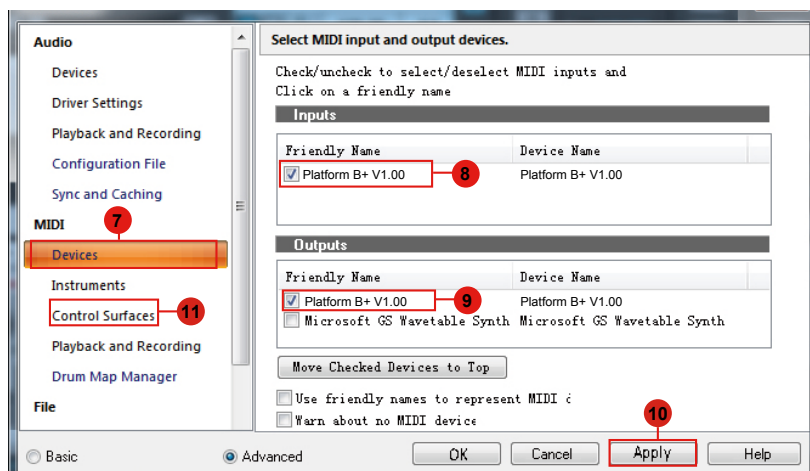 Audio
Devices
Driver Settings
Playback and Recording
Configuration File
Sync and Caching
MIDI
7
Devices
Instruments
Control Surfaces
11
Playback and Recording
Drum Map Manager
File
Select MIDI input and output devices.
Check/uncheck to select/deselect MIDI inputs and
Click on a friendly name
Inputs
Friendly Name Device Name
Platform B+ V1.00 8 Platform B+ V1.00
Outputs
Friendly Name Device Name
Platform B+ V1.00 9 Platform B+ V1.00
Microsoft GS Wavetable Synth Microsoft GS Wavetable Synth
Move Checked Devices to Top
Use friendly names to represent MIDI
Warn about no MIDI device
10
Basic Advanced OK Cancel Apply Help